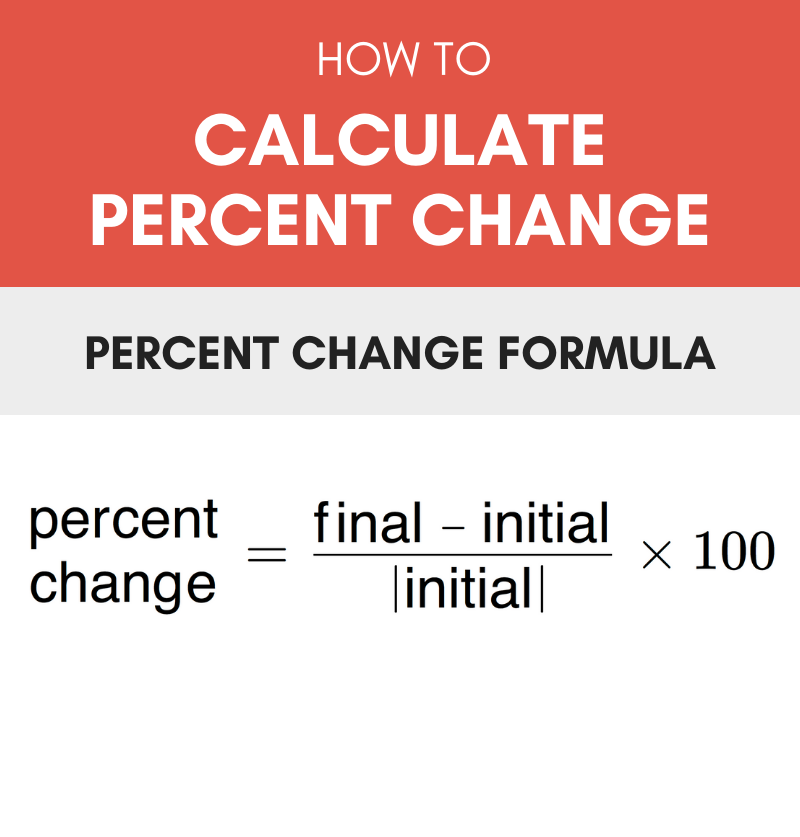 HOW TO
CALCULATE
PERCENT CHANGE
PERCENT CHANGE FORMULA
percent
change
=
final – initial
|initial|
× 100